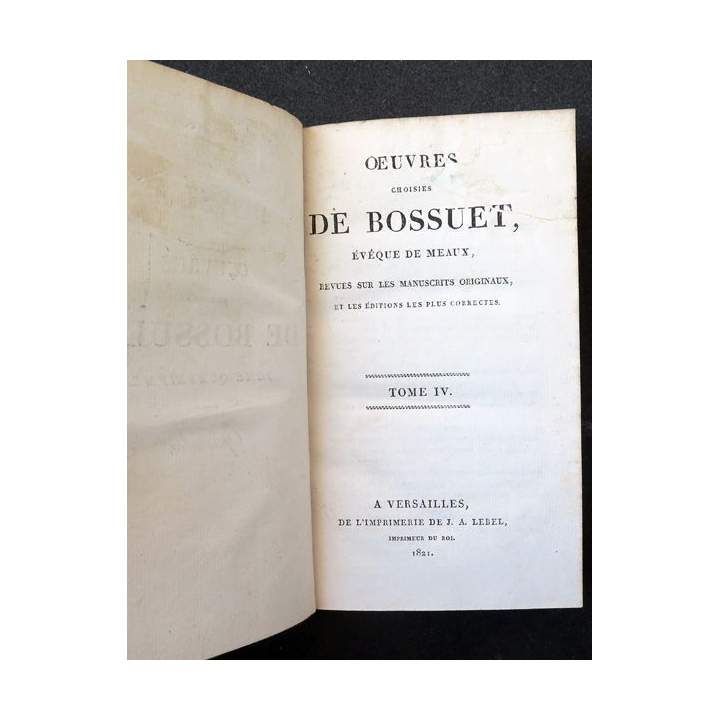 OEUVRES
CHOISIES
DE BOSSUET,
ÉVÊQUE DE MEAUX,
REVUES SUR LES MANUSCRITS ORIGINAUX,
ET LES ÉDITIONS LES PLUS CORRECTES.
TOME IV.
A VERSAILLES,
DE L'IMPRIMERIE DE J. A. LEBEL,
IMPRIMEUR DU ROI.
1821.